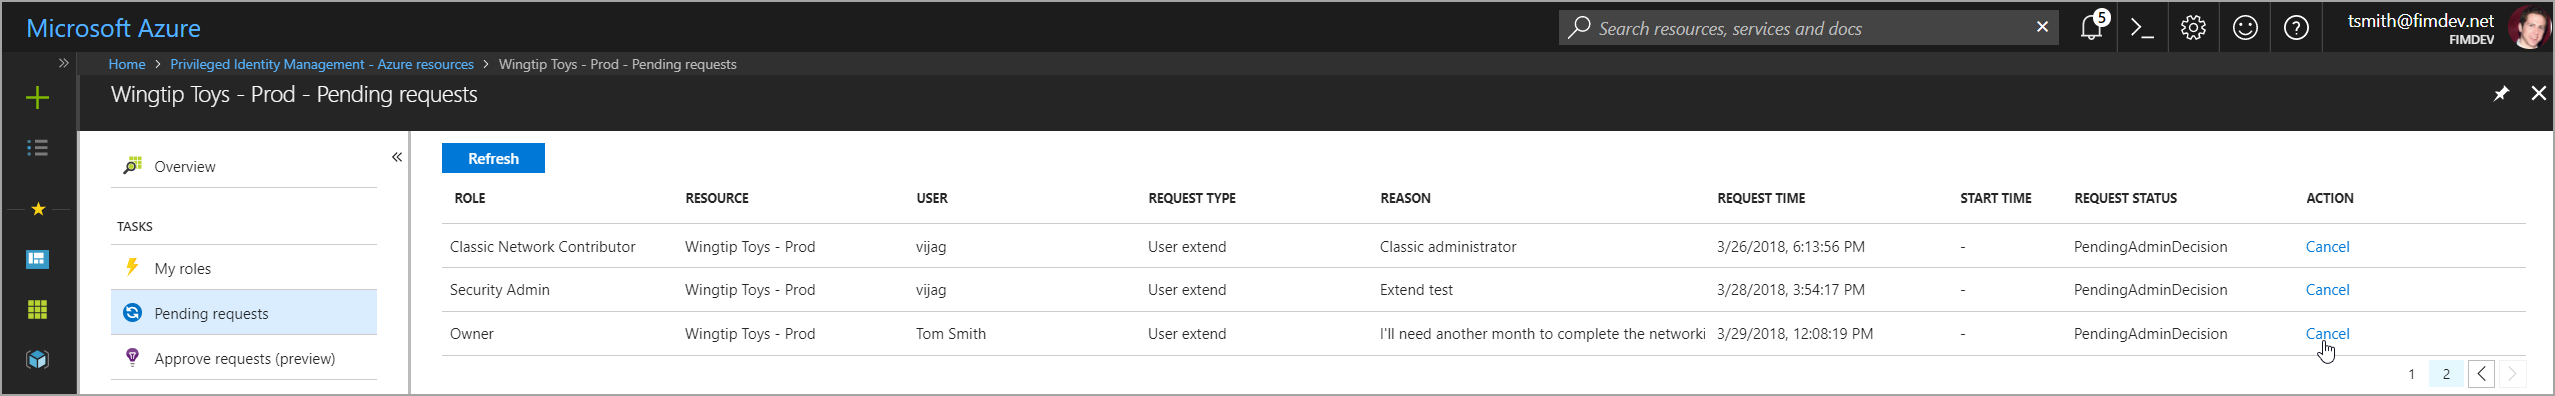 Microsoft Azure
Search resources, services and docs
5
tsmith@fimdev.net
FIMDEV
Home > Privileged Identity Management - Azure resources > Wingtip Toys - Prod - Pending requests
Wingtip Toys - Prod - Pending requests
Overview
TASKS
My roles
Pending requests
Approve requests (preview)
Refresh
ROLE RESOURCE USER REQUEST TYPE REASON REQUEST TIME START TIME REQUEST STATUS ACTION
Classic Network Contributor Wingtip Toys - Prod vijag User extend Classic administrator 3/26/2018, 6:13:56 PM - PendingAdminDecision Cancel
Security Admin Wingtip Toys - Prod vijag User extend Extend test 3/28/2018, 3:54:17 PM - PendingAdminDecision Cancel
Owner Wingtip Toys - Prod Tom Smith User extend I'll need another month to complete the networki 3/29/2018, 12:08:19 PM - PendingAdminDecision Cancel
1 2